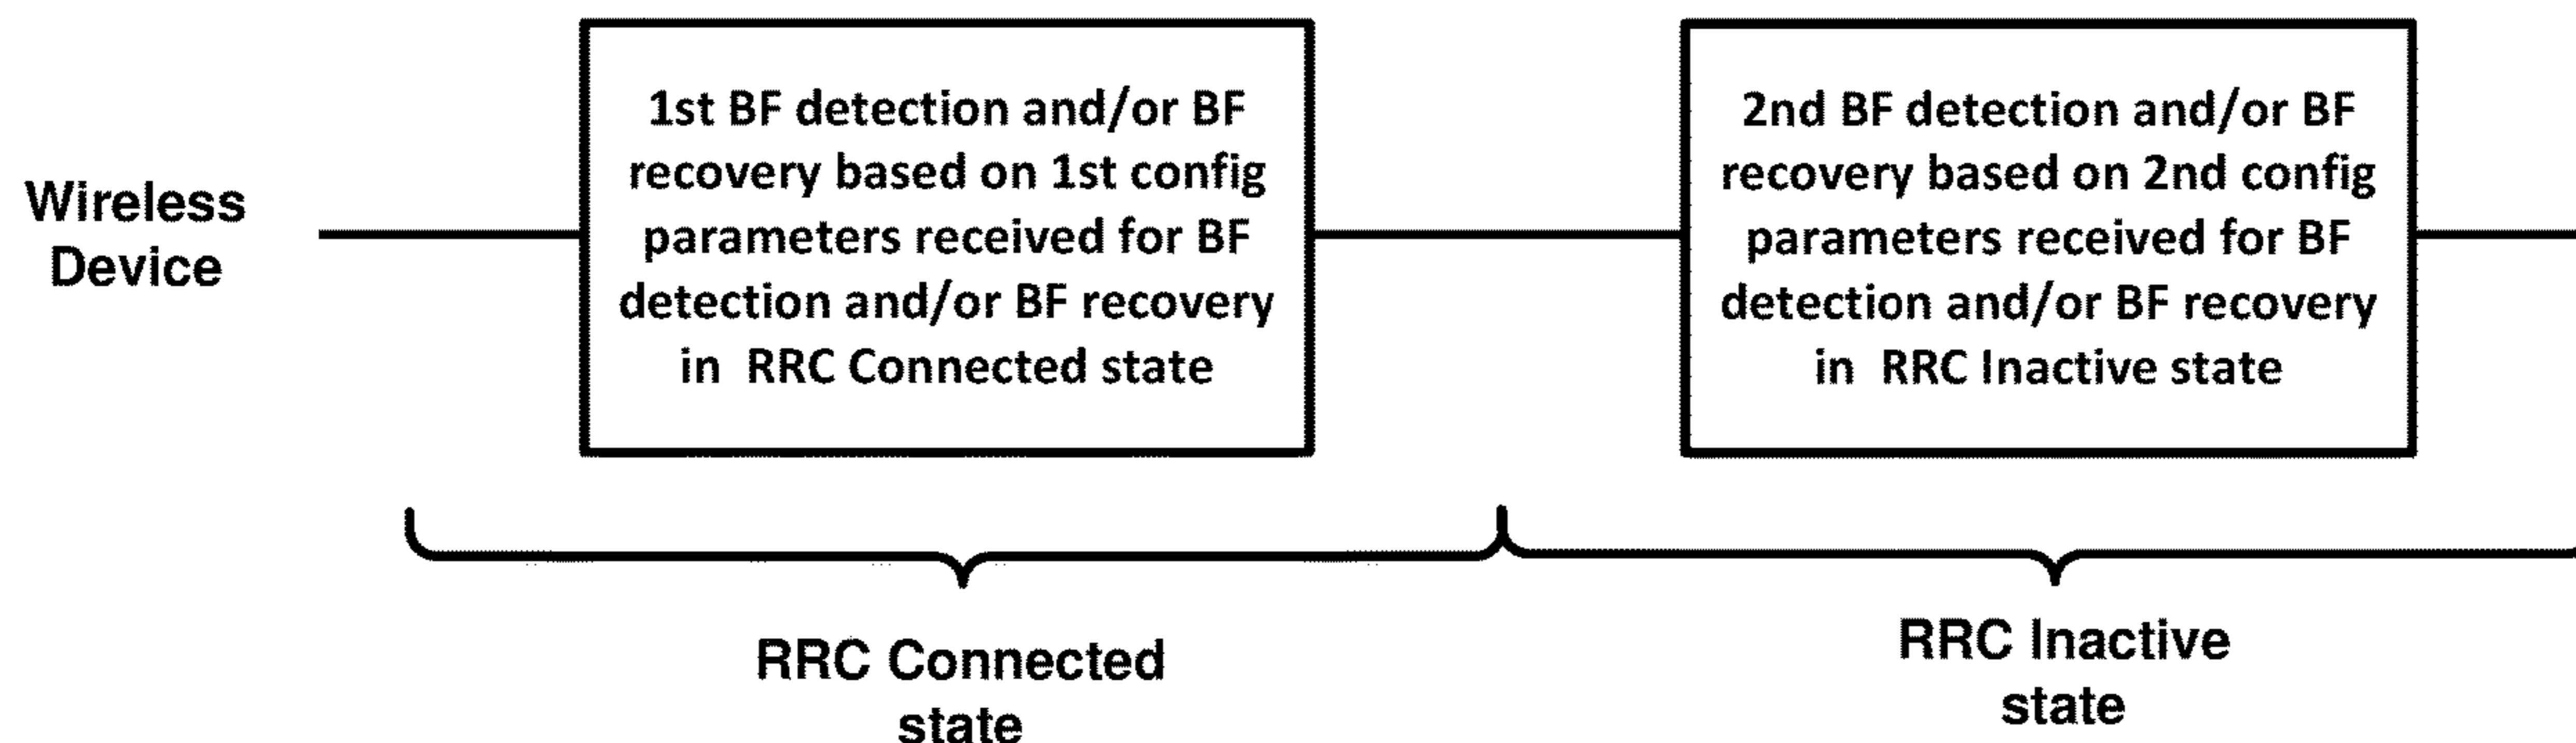 Wireless
Device
1st BF detection and/or BF
recovery based on 1st config
parameters received for BF
detection and/or BF recovery
in RRC Connected state
2nd BF detection and/or BF
recovery based on 2nd config
parameters received for BF
detection and/or BF recovery
in RRC Inactive state
RRC Connected
state
RRC Inactive
state